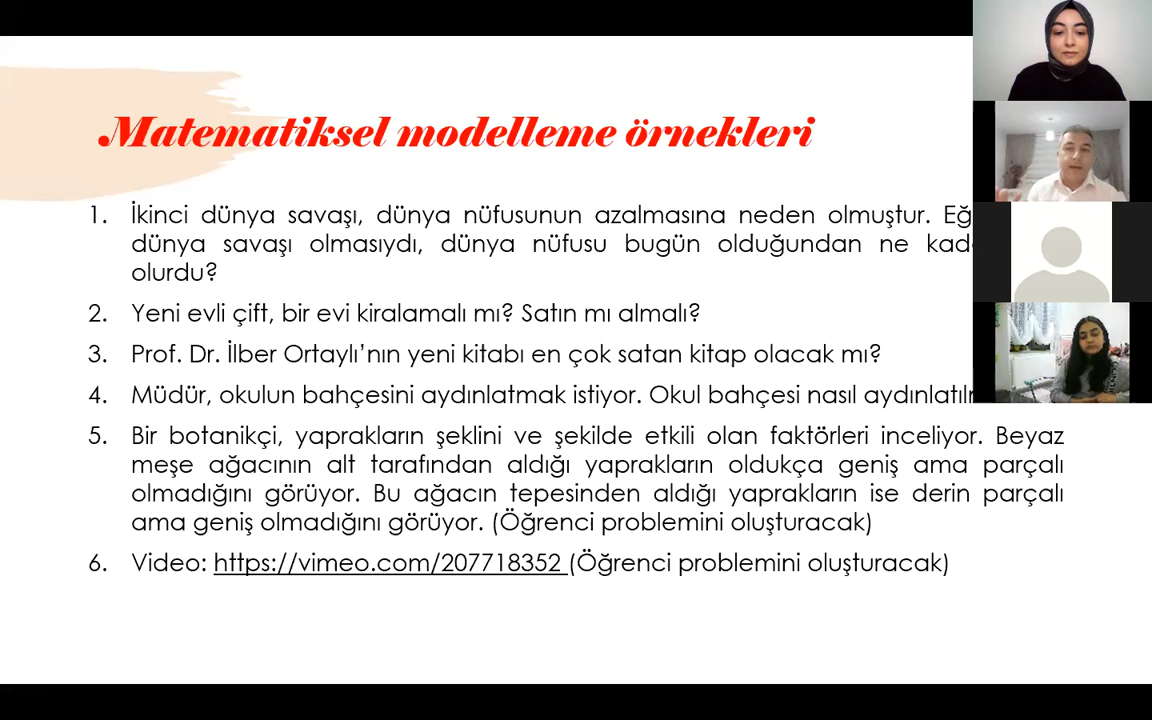 Matematiksel modelleme örnekleri
1. İkinci dünya savaşı, dünya nüfusunun azalmasına neden olmuştur.
dünya savaşı olmasıydı, dünya nüfusu bugün olduğundan ne
olurdu?
2. Yeni evli çift, bir evi kiralamalı mı? Satın mı almalı?
3. Prof. Dr. İlber Ortaylı’nın yeni kitabı en çok satan kitap olacak mı?
4. Müdür, okulun bahçesini aydınlatmak istiyor. Okul bahçesi nasıl
5. Bir botanikçi, yaprakların şeklini ve şekilde etkili olan faktörleri inceliyor. Beyaz
meşe ağacının alt tarafından aldığı yaprakların oldukça geniş ama parçalı
olmadığını görüyor. Bu ağacın tepesinden aldığı yaprakların ise derin parçalı
ama geniş olmadığını görüyor. (Öğrenci problemini oluşturacak)
6. Video: https://vimeo.com/207718352 (Öğrenci problemini oluşturacak)